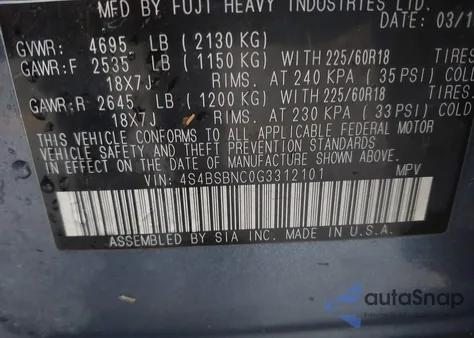 BY FUJI HEAVY INDUSTRIES LTD.
DATE: 03/1
GVWR: 4695 LB (2130 KG)
GAWR:F 2535 LB (1150 KG) WITH 225/60R18 TIRES
18X7J RIMS. AT 240 KPA (35 PSI) COLD
GAWR:R 2645 LB (1200 KG) WITH 225/60R18 TIRES
18X7J RIMS. AT 230 KPA (33 PSI) COLD
THIS VEHICLE CONFORMS TO ALL APPLICABLE FEDERAL MOTOR
VEHICLE SAFETY AND THEFT PREVENTION STANDARDS
IN EFFECT ON THE DATE OF MANUFACTURE SHOWN ABOVE.
VIN: 4S4BSBNC0G3312101 MPV
ASSEMBLED BY SIA INC. MADE IN U.S.A.
autoSnap